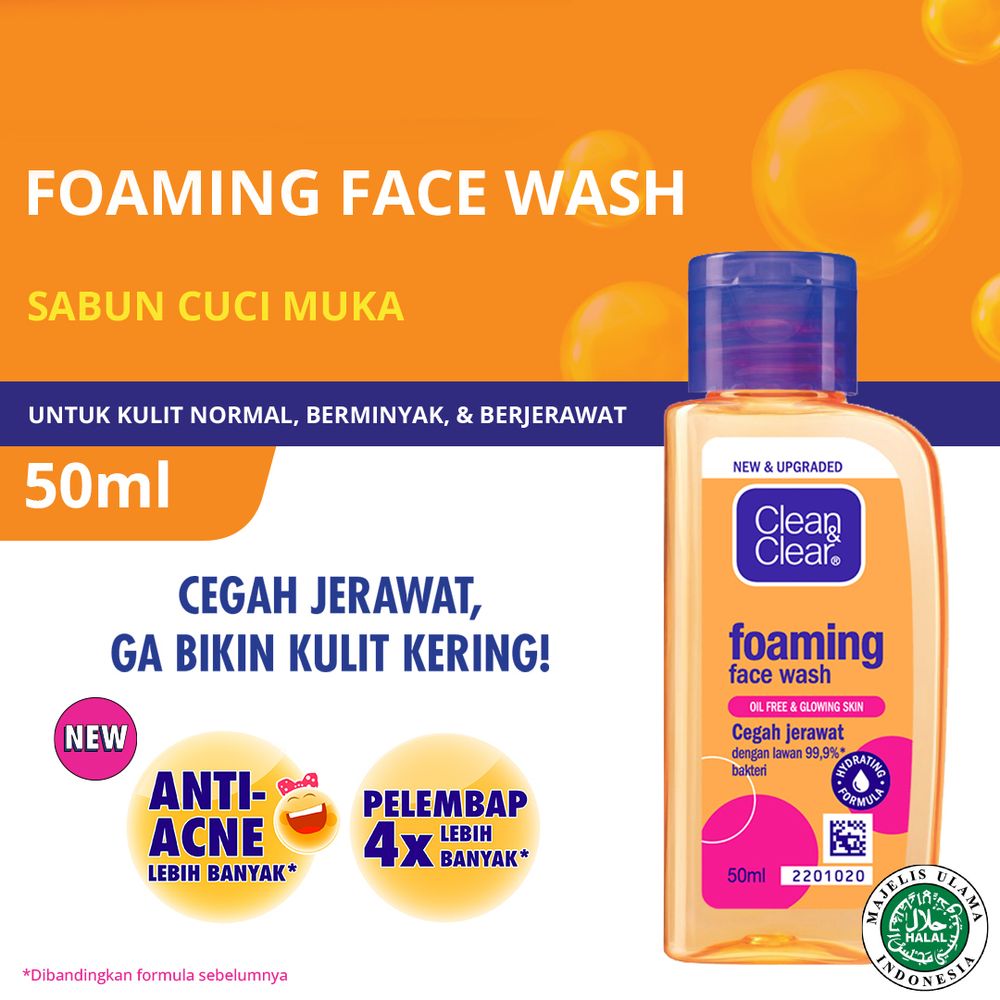 FOAMING FACE WASH
SABUN CUCI MUKA
UNTUK KULIT NORMAL, BERMINYAK, & BERJERAWAT
50ml
CEGAH JERAWAT,
GA BIKIN KULIT KERING!
NEW
ANTI-
ACNE
LEBIH BANYAK*
PELEMBAP
4x LEBIH
BANYAK*
*Dibandingkan formula sebelumnya
NEW & UPGRADED
Clean
&
Clear®
foaming
face wash
OIL FREE & GLOWING SKIN
Cegah jerawat
dengan lawan 99,9%*
bakteri
HYDRATING
FORMULA
50ml
2201020
MAJELIS ULAMA
حلال
HALAL
INDONESIA